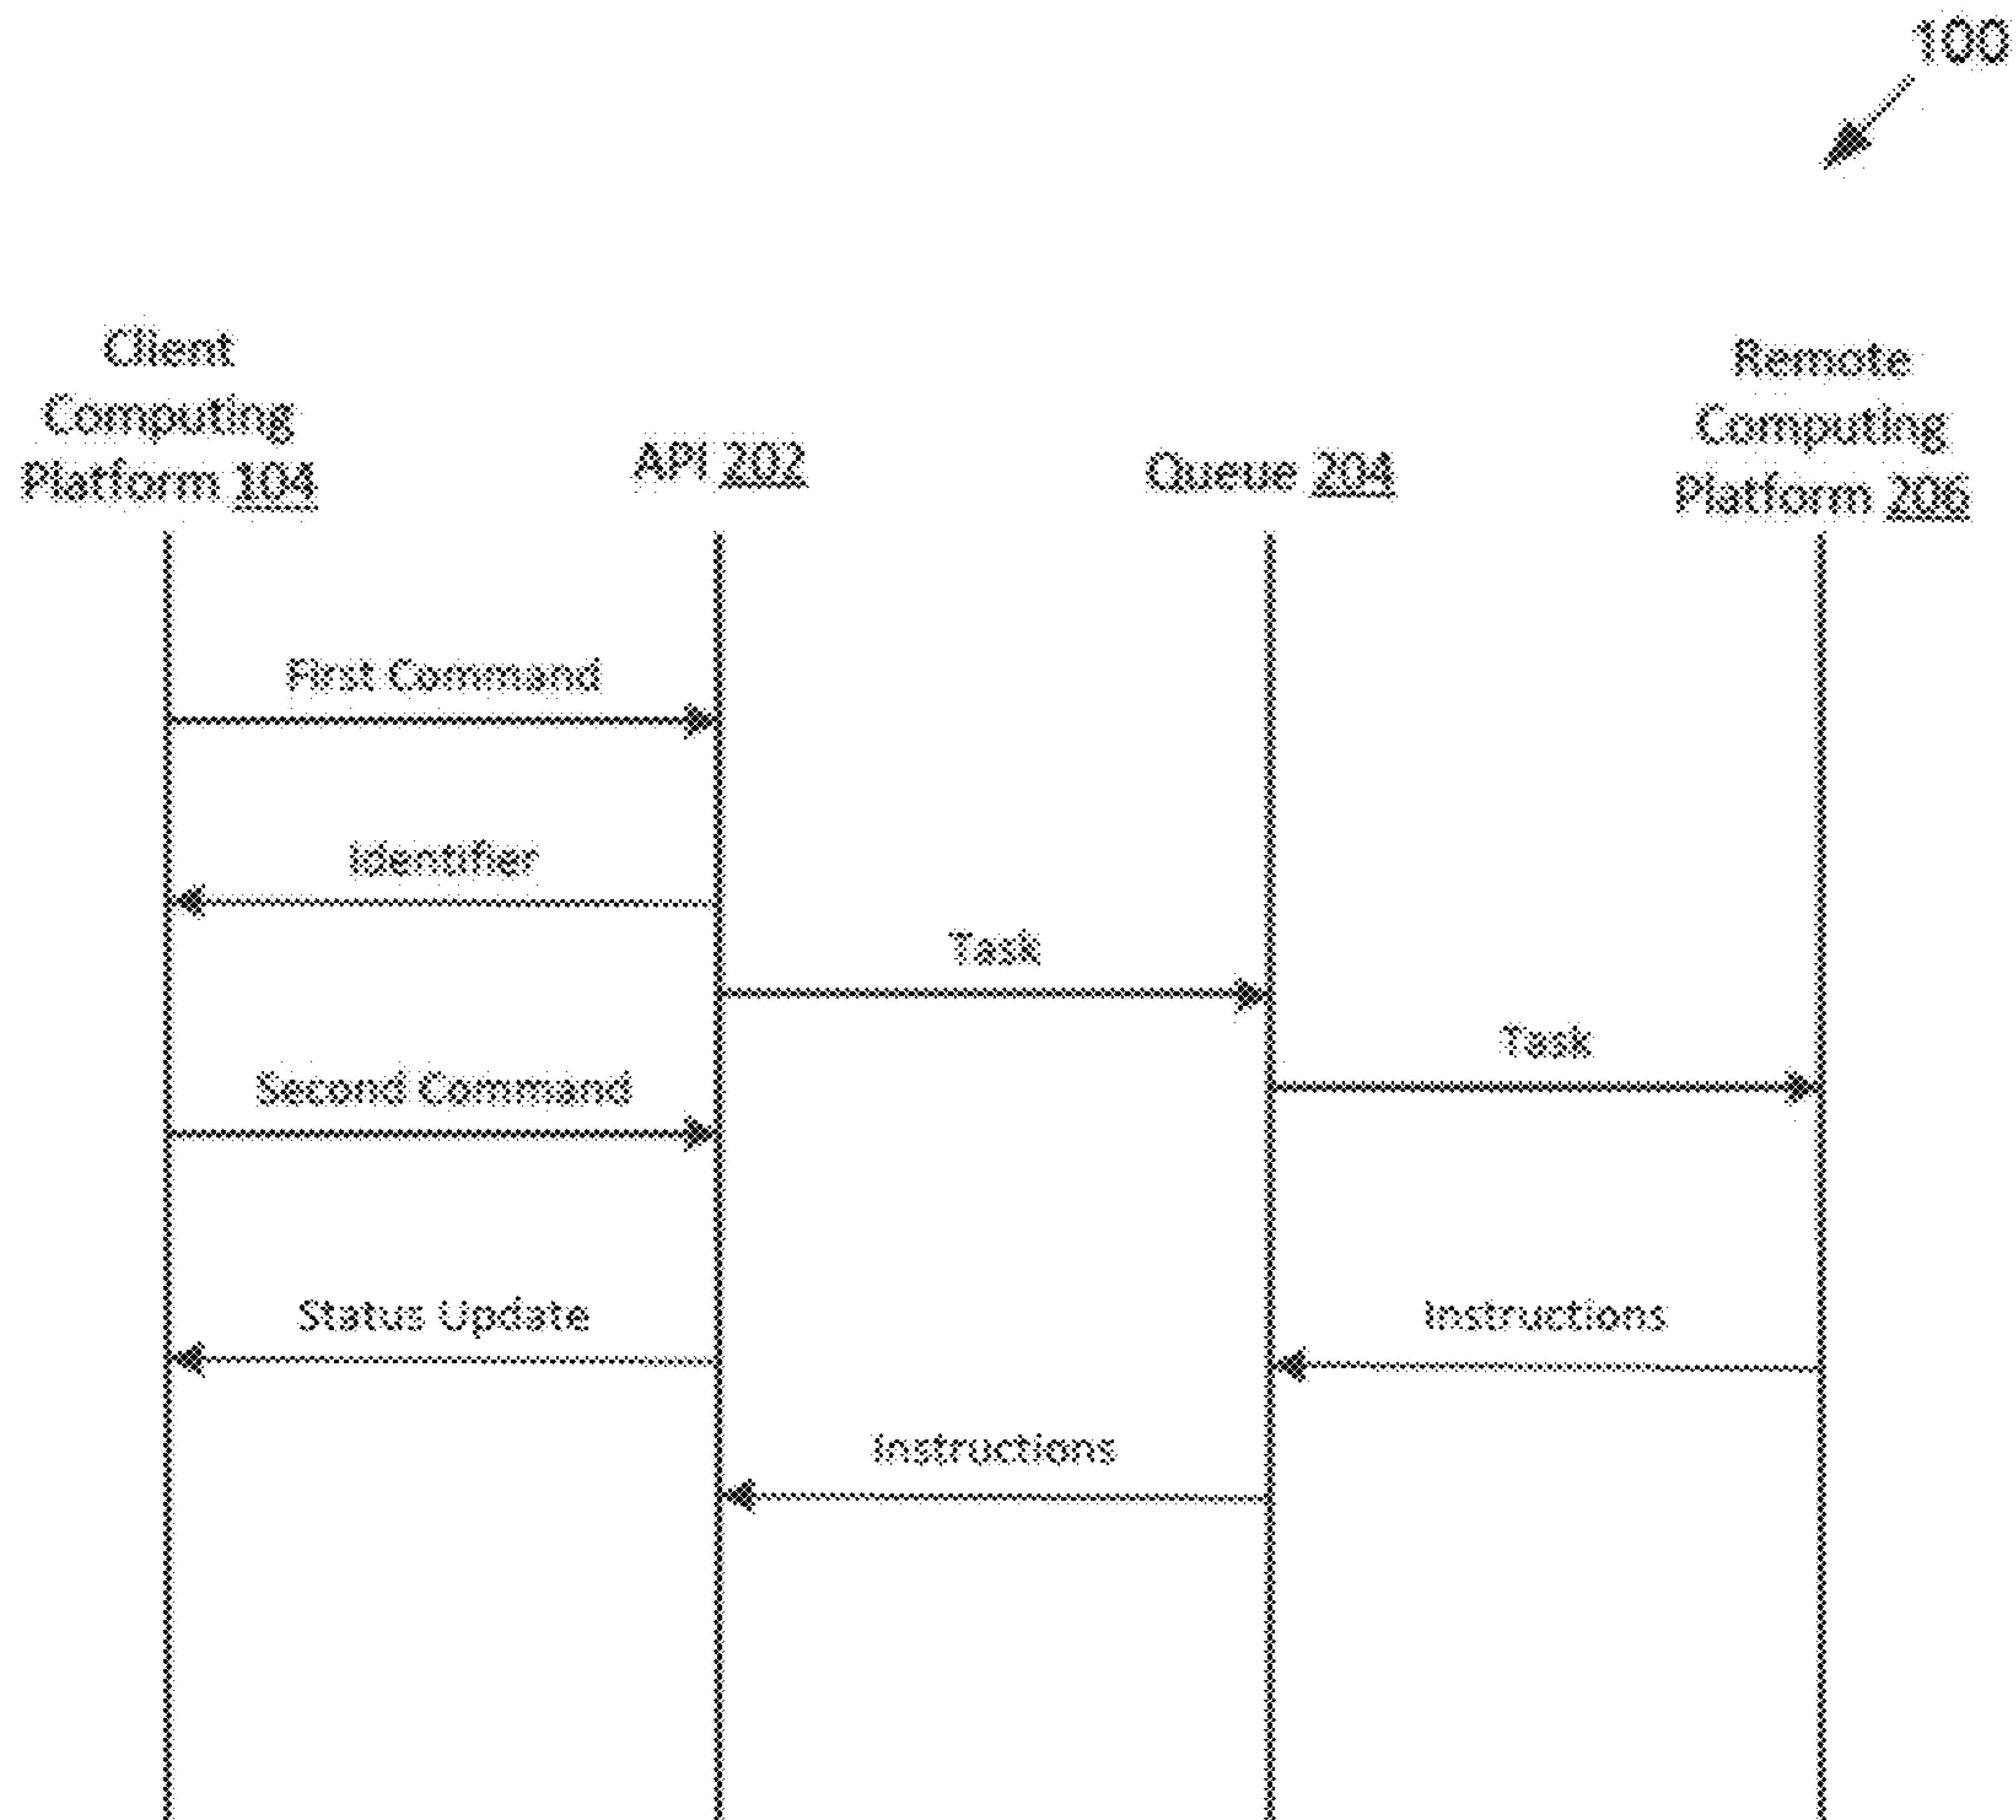 100
Client
Computing
Platform 104
API 202
Queue 204
Remote
Computing
Platform 206
First Command
Identifier
Task
Task
Second Command
Status Update
Instructions
Instructions